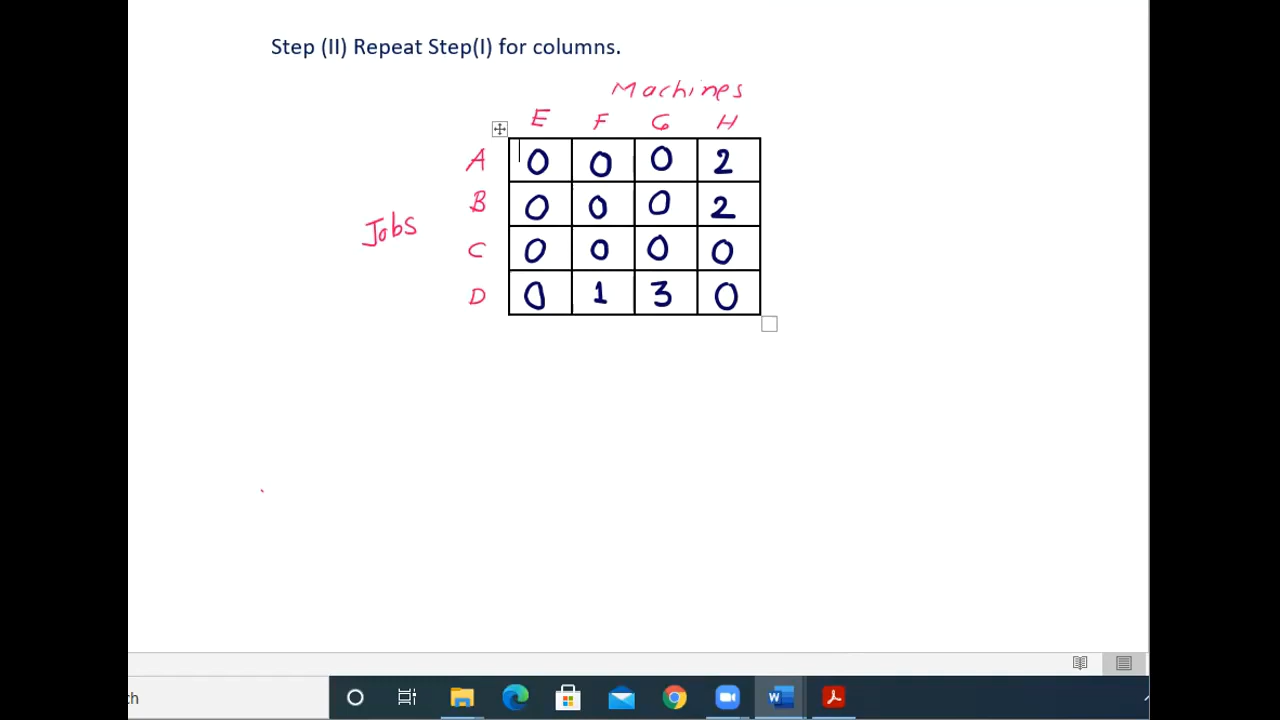 Step (II) Repeat Step(I) for columns.
Machines
E F G H
A 0 0 0 2
B 0 0 0 2
Jobs
C 0 0 0 0
D 0 1 3 0
ch